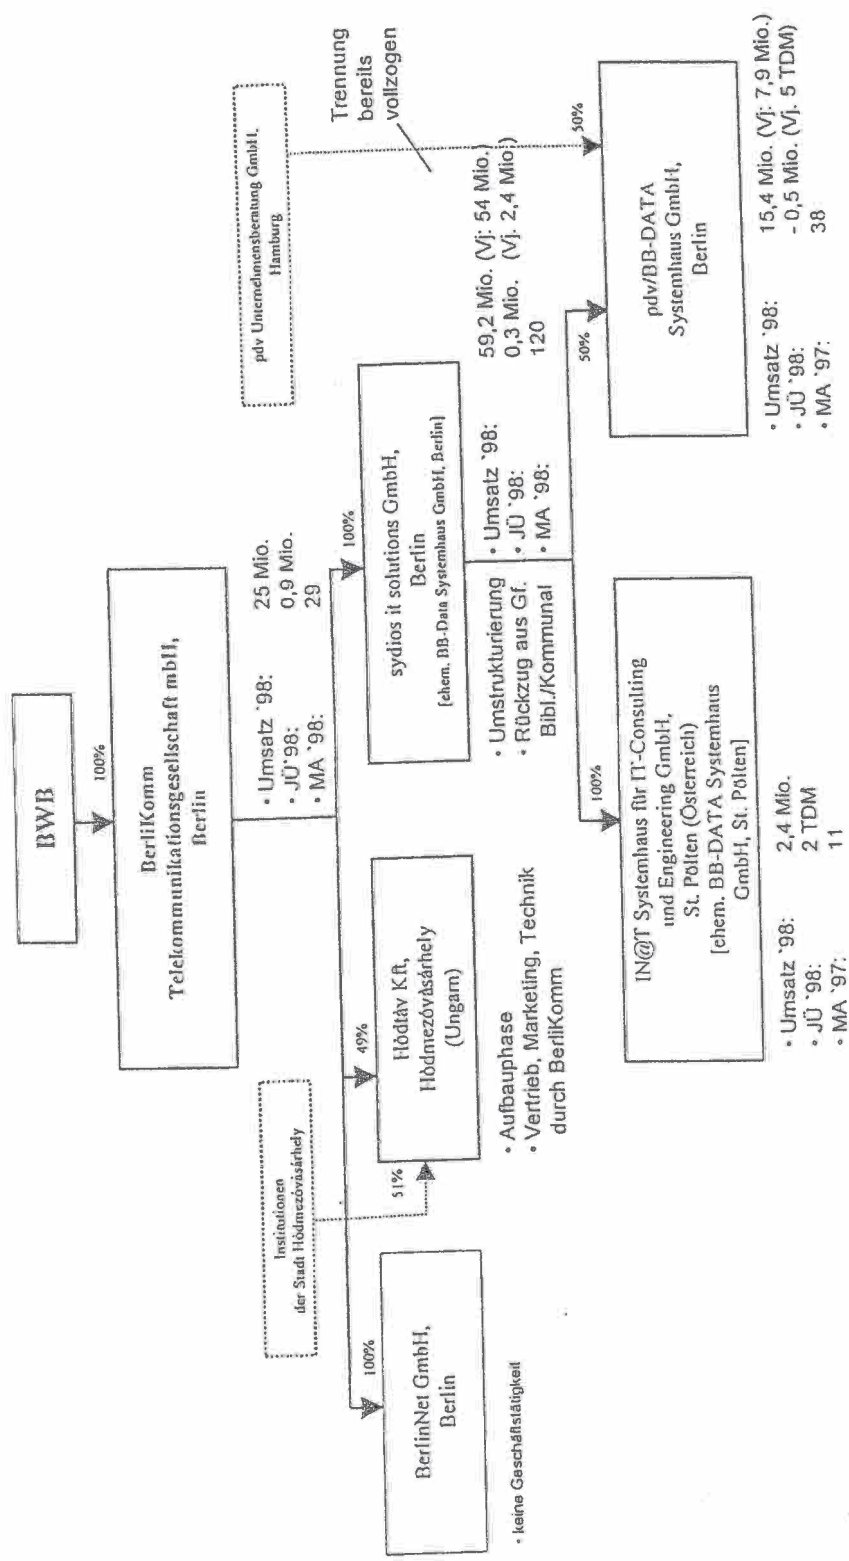 BWB
100%
BerliKomm
Telekommunikationsgesellschaft mbH,
Berlin
• Umsatz `98: 25 Mio.
• JÜ`98: 0,9 Mio.
• MA `98: 29
Institutionen
der Stadt Hòdmezóvásárhely
pdv Unternehmensberatung GmbH,
Hamburg
Trennung
bereits
vollzogen
100%
BerlinNet GmbH,
Berlin
• keine Geschäftstätigkeit
51%
49%
Hòdtàv Kft,
Hòdmezóvàsàrhely
(Ungarn)
• Aufbauphase
• Vertrieb, Marketing, Technik
durch BerliKomm
100%
sydios it solutions GmbH,
Berlin
[ehem. BB-Data Systemhaus GmbH, Berlin]
• Umstrukturierung
• Rückzug aus Gf.
Bibl./Kommunal
• Umsatz `98: 59,2 Mio. (Vj: 54 Mio.)
• JÜ `98: 0,3 Mio. (Vj. 2,4 Mio.)
• MA `98: 120
100%
IN@T Systemhaus für IT-Consulting
und Engineering GmbH,
St. Pölten (Österreich)
[ehem. BB-DATA Systemhaus
GmbH, St. Pölten]
• Umsatz `98: 2,4 Mio.
• JÜ `98: 2 TDM
• MA `97: 11
50%
50%
pdv/BB-DATA
Systemhaus GmbH,
Berlin
• Umsatz `98: 15,4 Mio. (Vj: 7,9 Mio.)
• JÜ `98: - 0,5 Mio. (Vj. 5 TDM)
• MA `97: 38